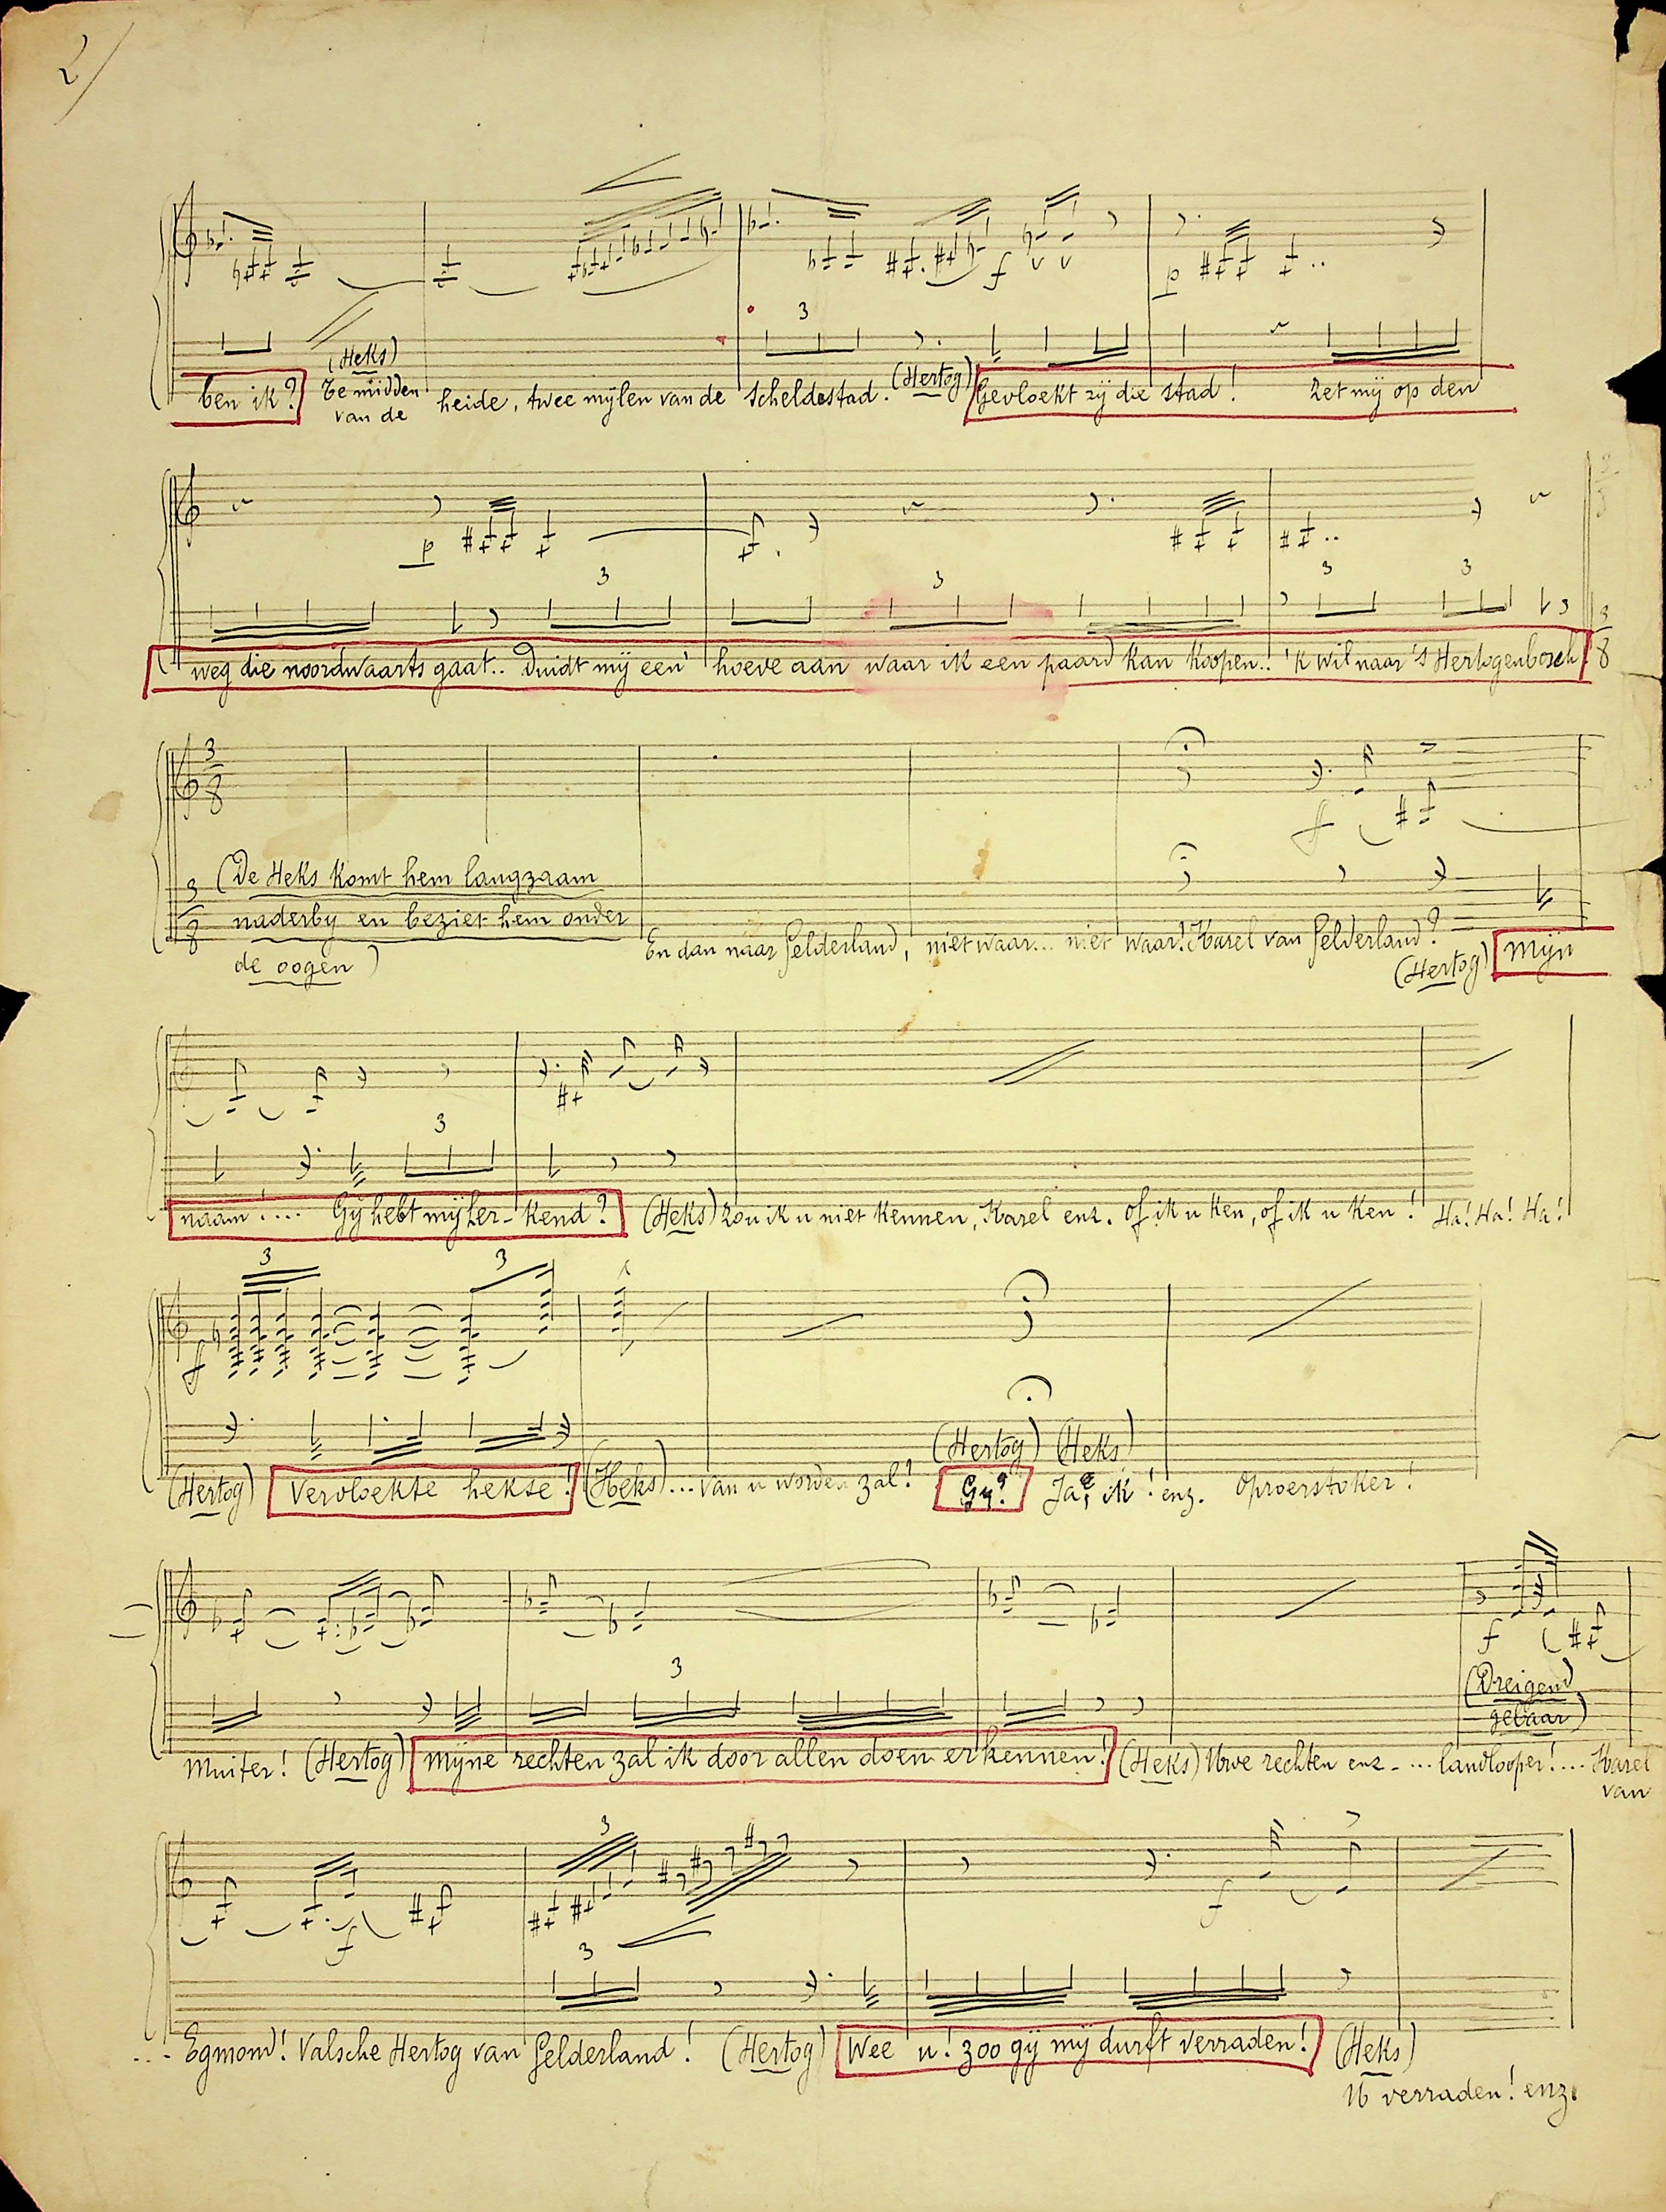 2/
3
(Heks)
ben ik? Te midden heide, twee mijlen van de Scheldestad. (Hertog) Gevloekt zij die stad! Zet mij op den
van de
p
3 3 3 3
weg die noordwaarts gaat.. Duidt mij een' hoeve aan waar ik een paard kan koopen.. 'k wil naar 's Hertogenbosch
3/8
3/8
(De Heks komt hem langzaam
naderby en beziet hem onder
de oogen)
En dan naar Gelderland, niet waar... niet waar! Karel van Gelderland?
(Hertog) Mijn
3
naam!.... Gij hebt mij her-kend? (Heks) Zou ik u niet kennen, Karel enz. of ik u ken, of ik u ken! Ha! Ha! Ha!
3 3
f
(Hertog) (Heks)
(Hertog) Vervloekte hekse! (Heks)... van u worden zal? Gy? Ja, ik! enz. Oproerstoker!
f
(Dreigend
gebaar)
3
Muiter! (Hertog) Mijne rechten zal ik door allen doen erkennen! (Heks) Uwe rechten enz-... landlooper!... Karel
van
3
f f
3
... Egmond! Valsche Hertog van Gelderland! (Hertog) Wee u! zoo gij mij durft verraden! (Heks)
U verraden! enz.